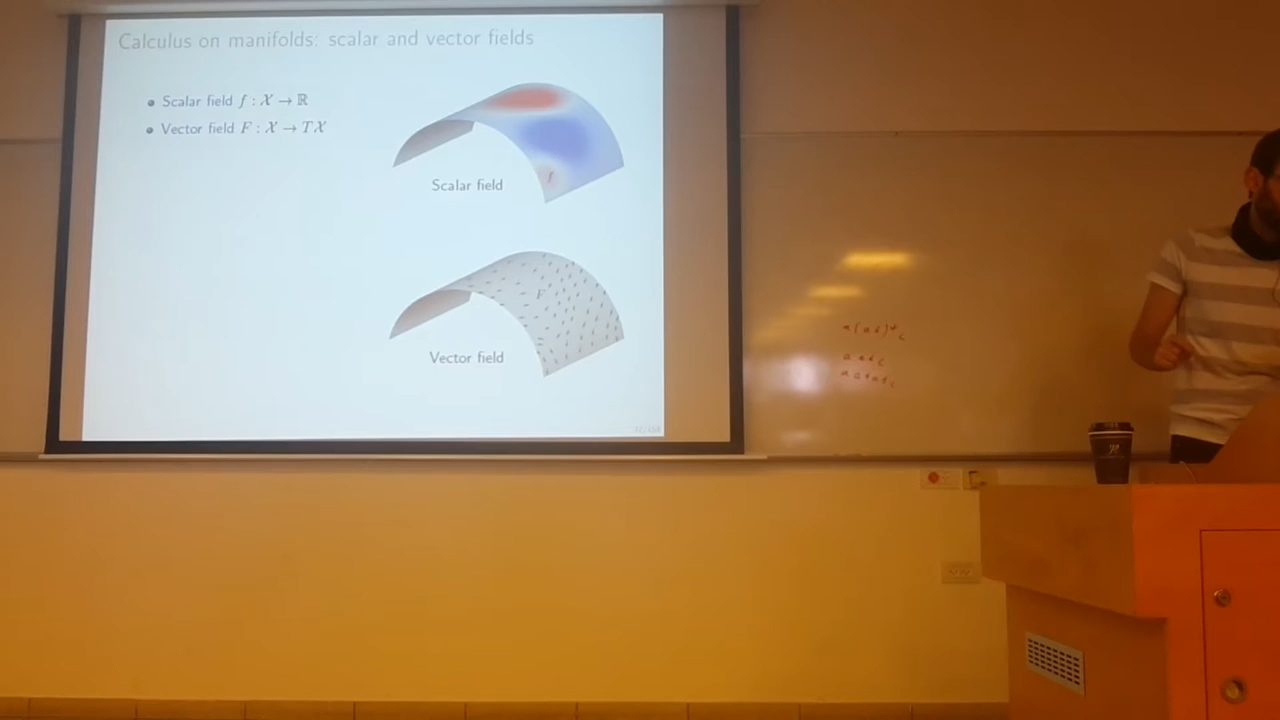 Calculus on manifolds: scalar and vector fields
• Scalar field f : 𝒳 → ℝ
• Vector field F : 𝒳 → T𝒳
f
Scalar field
F
Vector field